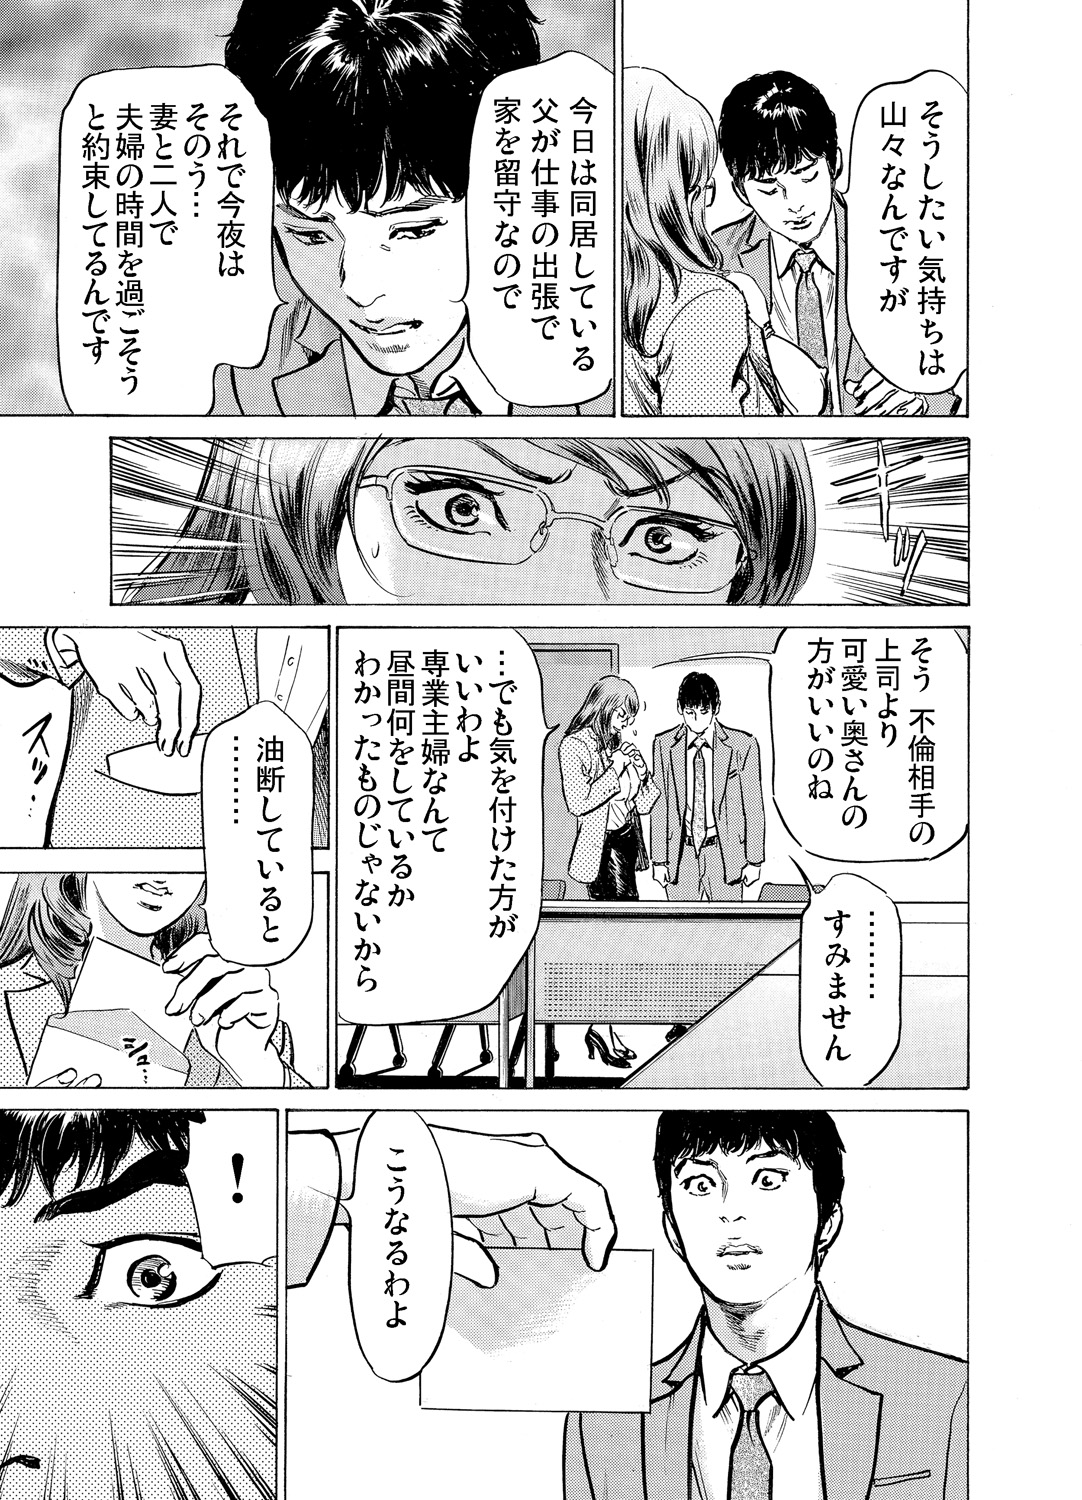 そうしたい気持ちは
山々なんですが
今日は同居している
父が仕事の出張で
家を留守なので
それで今夜は
そのう…
妻と二人で
夫婦の時間を過ごそう
と約束してるんです
そう 不倫相手の
上司より
可愛い奥さんの
方がいいのね
………
すみません
…でも気を付けた方が
いいわよ
専業主婦なんて
昼間何をしているか
わかったものじゃないから
スッ
油断していると
………
シュ…
こうなるわよ
！